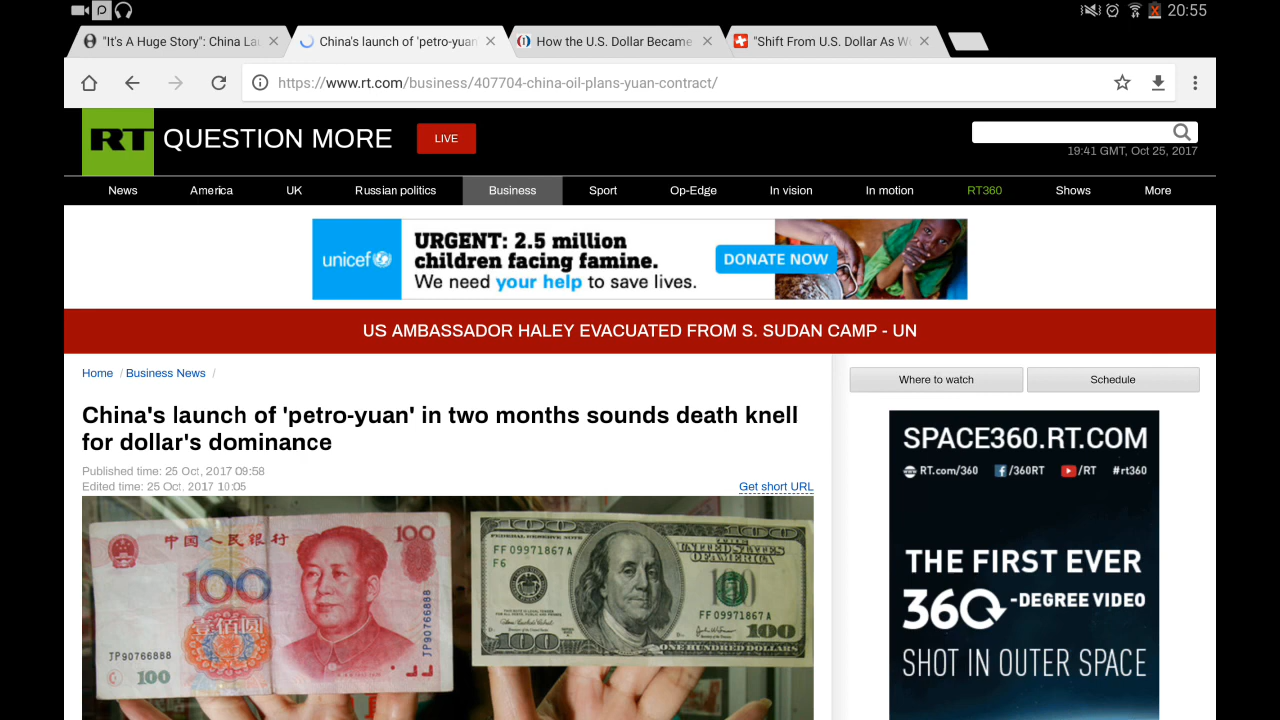 20:55
"It's A Huge Story": China La
China's launch of 'petro-yuan
How the U.S. Dollar Became
"Shift From U.S. Dollar As W
https://www.rt.com/business/407704-china-oil-plans-yuan-contract/
RT QUESTION MORE LIVE
19:41 GMT, Oct 25, 2017
News America UK Russian politics Business Sport Op-Edge In vision In motion RT360 Shows More
unicef
URGENT: 2.5 million
children facing famine.
We need your help to save lives.
DONATE NOW
US AMBASSADOR HALEY EVACUATED FROM S. SUDAN CAMP - UN
Home / Business News /
China's launch of 'petro-yuan' in two months sounds death knell
for dollar's dominance
Published time: 25 Oct, 2017 09:58
Edited time: 25 Oct, 2017 10:05
Get short URL
中国人民银行
100
100
壹佰圆
JP90766888
JP90766888
100
100
100
FEDERAL RESERVE NOTE
THE
UNITED STATES
OF AMERICA
FF 09971867 A
F6
FF 09971867 A
100
100
ONE HUNDRED DOLLARS
Where to watch
Schedule
SPACE360.RT.COM
RT.com/360 /360RT /RT #rt360
THE FIRST EVER
360-DEGREE VIDEO
SHOT IN OUTER SPACE